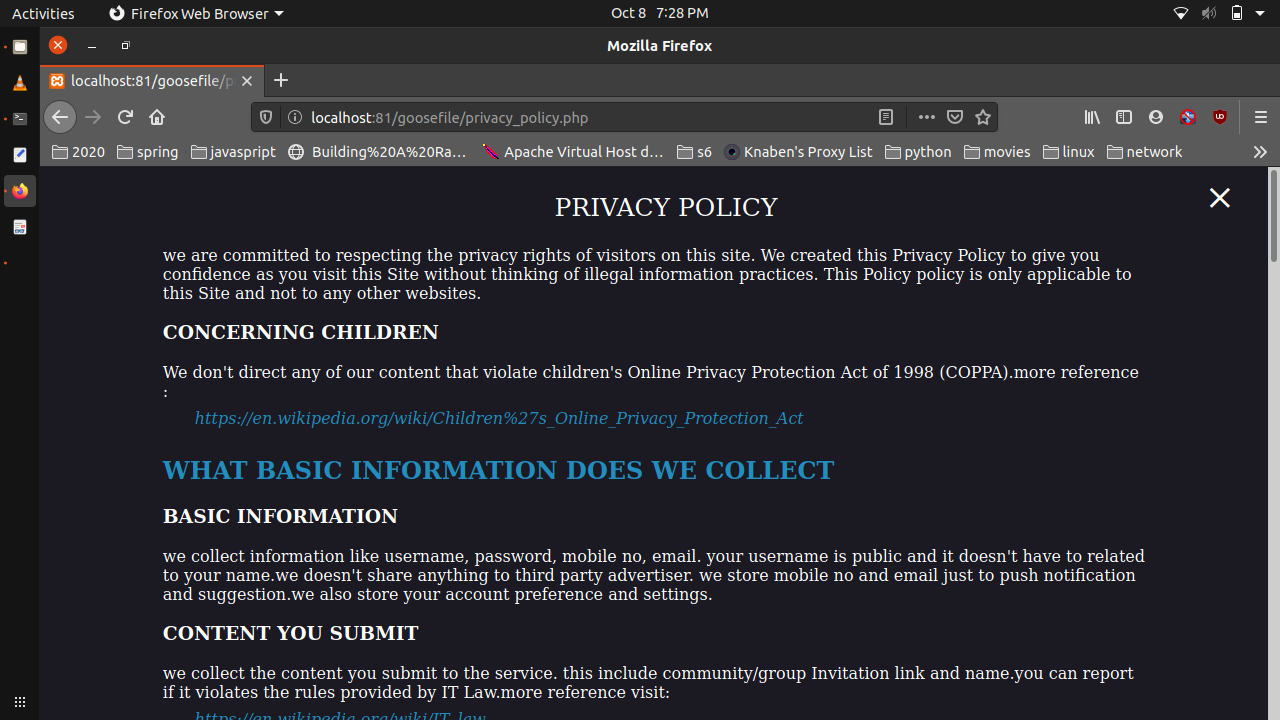 Activities Firefox Web Browser Oct 8 7:28 PM
Mozilla Firefox
localhost:81/goosefile/p
localhost:81/goosefile/privacy_policy.php
2020 spring javasript Building%20A%20Ra… Apache Virtual Host d… s6 Knaben's Proxy List python movies linux network
PRIVACY POLICY
we are committed to respecting the privacy rights of visitors on this site. We created this Privacy Policy to give you
confidence as you visit this Site without thinking of illegal information practices. This Policy policy is only applicable to
this Site and not to any other websites.
CONCERNING CHILDREN
We don't direct any of our content that violate children's Online Privacy Protection Act of 1998 (COPPA).more reference
:
https://en.wikipedia.org/wiki/Children%27s_Online_Privacy_Protection_Act
WHAT BASIC INFORMATION DOES WE COLLECT
BASIC INFORMATION
we collect information like username, password, mobile no, email. your username is public and it doesn't have to related
to your name.we doesn't share anything to third party advertiser. we store mobile no and email just to push notification
and suggestion.we also store your account preference and settings.
CONTENT YOU SUBMIT
we collect the content you submit to the service. this include community/group Invitation link and name.you can report
if it violates the rules provided by IT Law.more reference visit:
https://en.wikipedia.org/wiki/IT_law